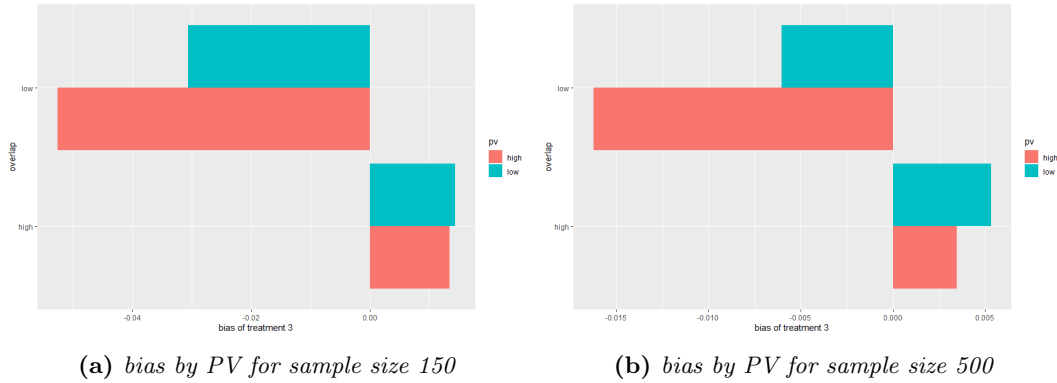 low
high
overlap
-0.04 -0.02 0.00
bias of treatment 3
pv
high
low
(a) bias by PV for sample size 150
low
high
overlap
-0.015 -0.010 -0.005 0.000 0.005
bias of treatment 3
pv
high
low
(b) bias by PV for sample size 500